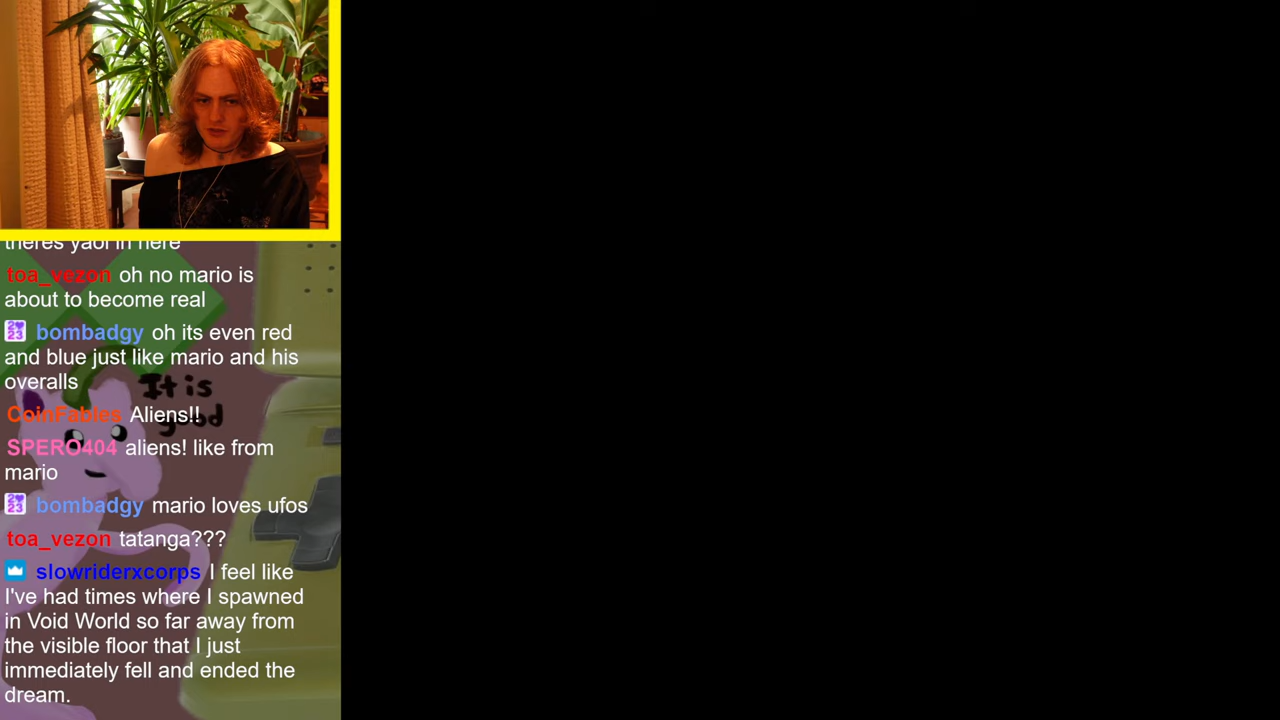 theres yaoi in here
toa_vezon oh no mario is
about to become real
bombadgy oh its even red
and blue just like mario and his
overalls
CoinFables Aliens!!
SPERO404 aliens! like from
mario
bombadgy mario loves ufos
toa_vezon tatanga???
slowriderxcorps I feel like
I've had times where I spawned
in Void World so far away from
the visible floor that I just
immediately fell and ended the
dream.
It is
good